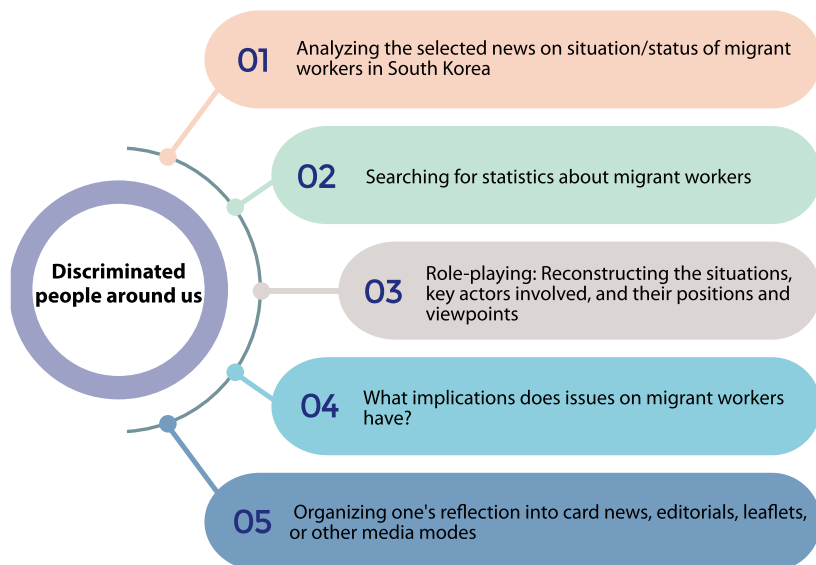 Discriminated
people around us
01
Analyzing the selected news on situation/status of migrant
workers in South Korea
02
Searching for statistics about migrant workers
03
Role-playing: Reconstructing the situations,
key actors involved, and their positions and
viewpoints
04
What implications does issues on migrant workers
have?
05
Organizing one's reflection into card news, editorials, leaflets,
or other media modes